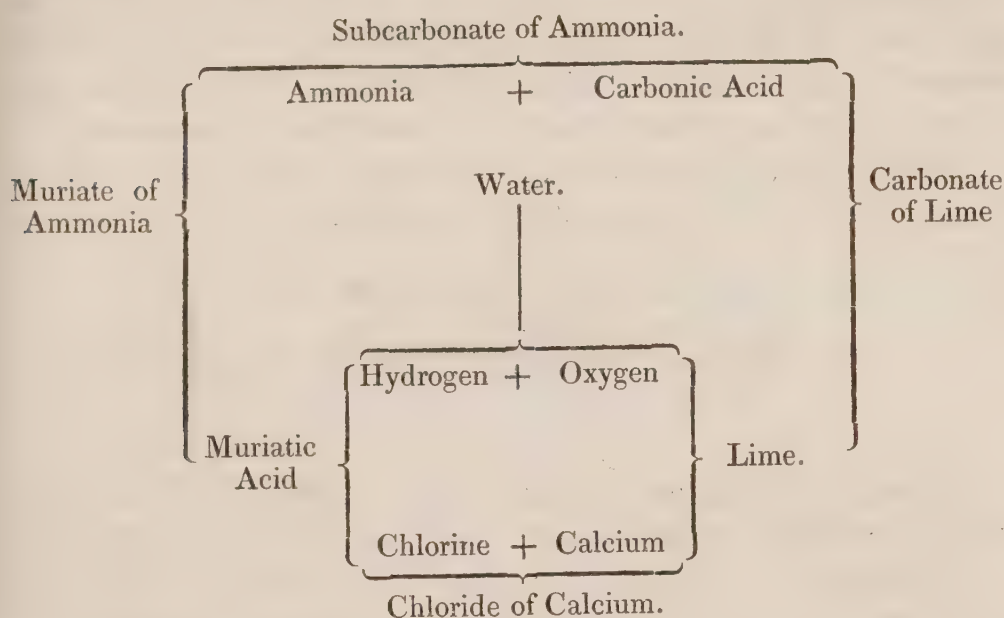 Subcarbonate of Ammonia.
Ammonia + Carbonic Acid
Muriate of
Ammonia
Water.
Carbonate
of Lime
Hydrogen + Oxygen
Muriatic
Acid
Lime.
Chlorine + Calcium
Chloride of Calcium.